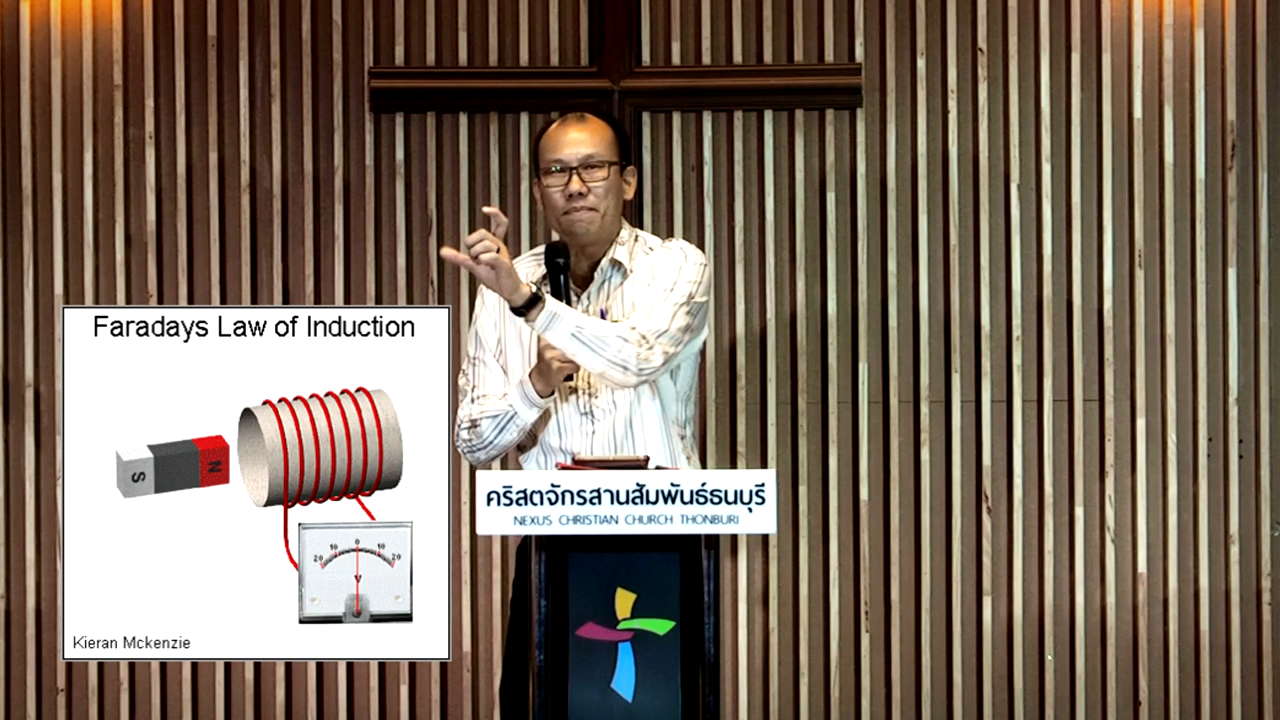 Faradays Law of Induction
S
N
20 10 0 10 20
V
Kieran Mckenzie
คริสตจักรสานสัมพันธ์ธนบุรี
NEXUS CHRISTIAN CHURCH THONBURI